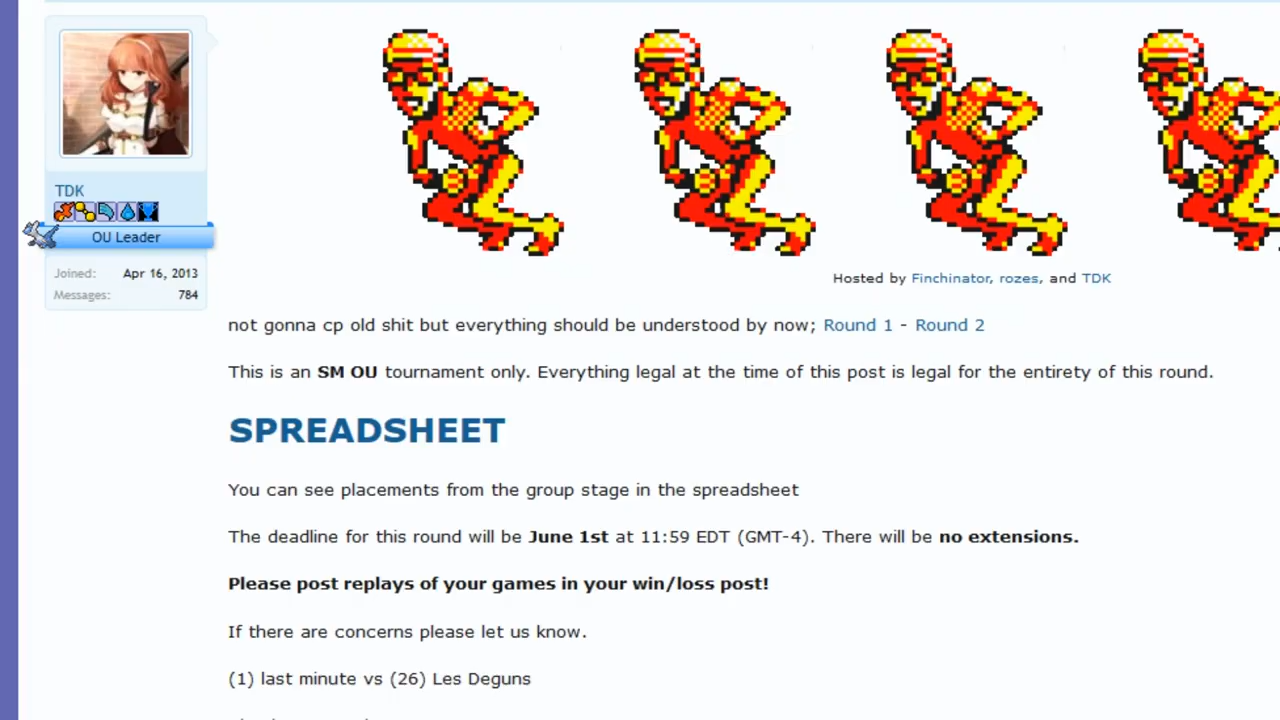 TDK
OU Leader
Joined: Apr 16, 2013
Messages: 784
Hosted by Finchinator, rozes, and TDK
not gonna cp old shit but everything should be understood by now; Round 1 - Round 2
This is an SM OU tournament only. Everything legal at the time of this post is legal for the entirety of this round.
SPREADSHEET
You can see placements from the group stage in the spreadsheet
The deadline for this round will be June 1st at 11:59 EDT (GMT-4). There will be no extensions.
Please post replays of your games in your win/loss post!
If there are concerns please let us know.
(1) last minute vs (26) Les Deguns